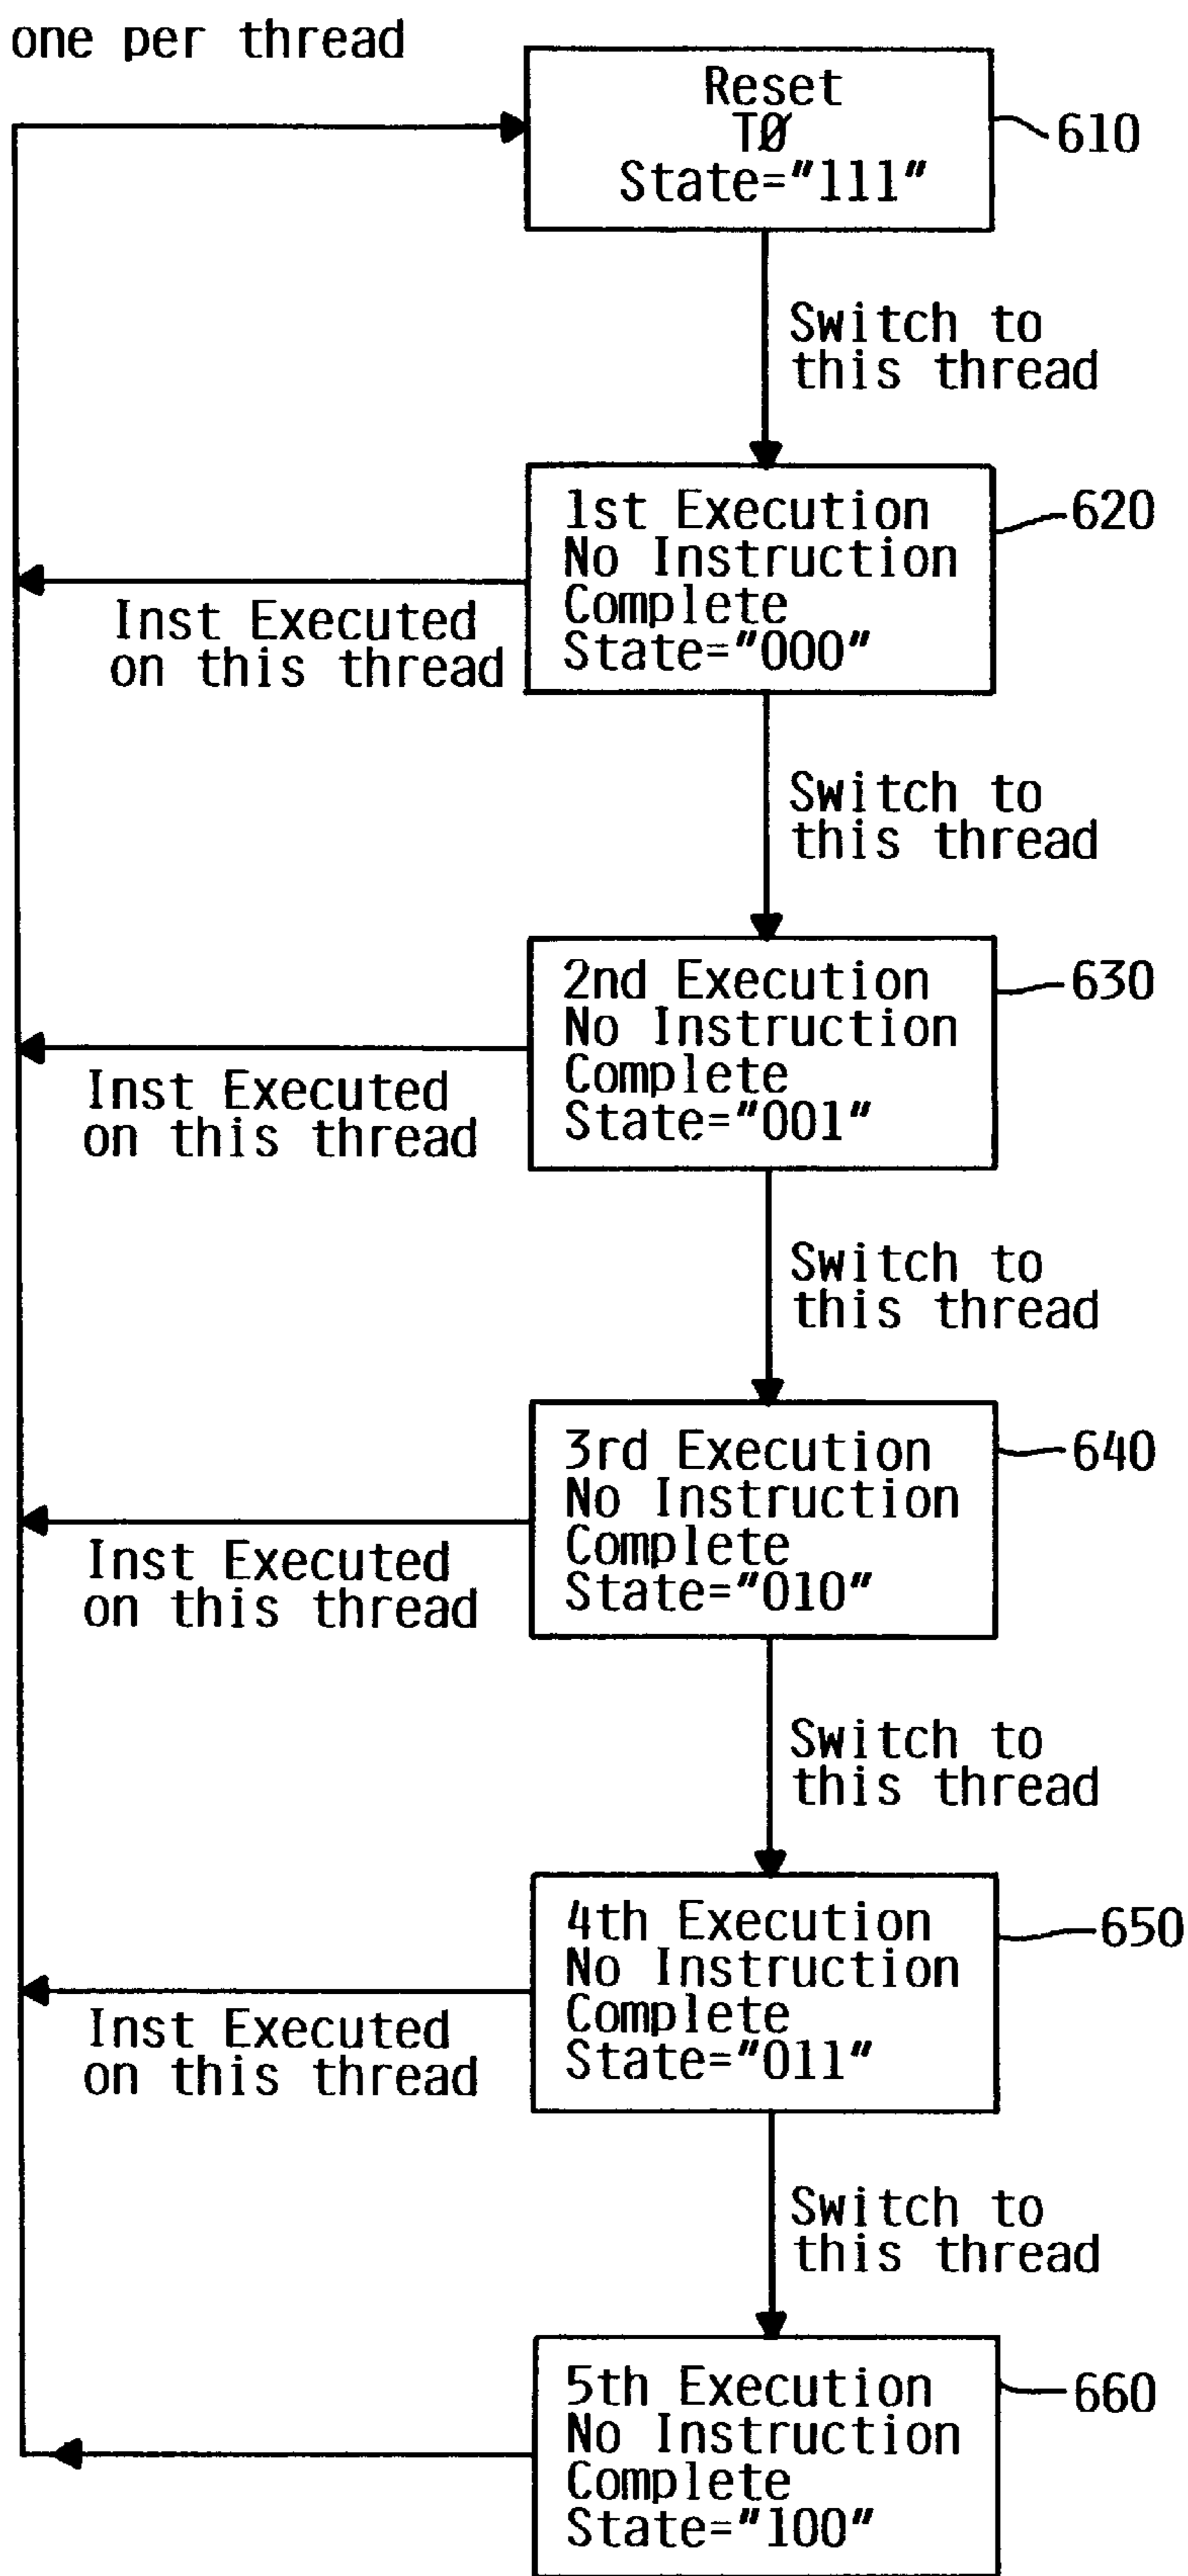 one per thread
Reset
TØ
State="111"
610
Switch to
this thread
1st Execution
No Instruction
Complete
State="000"
620
Inst Executed
on this thread
Switch to
this thread
2nd Execution
No Instruction
Complete
State="001"
630
Inst Executed
on this thread
Switch to
this thread
3rd Execution
No Instruction
Complete
State="010"
640
Inst Executed
on this thread
Switch to
this thread
4th Execution
No Instruction
Complete
State="011"
650
Inst Executed
on this thread
Switch to
this thread
5th Execution
No Instruction
Complete
State="100"
660